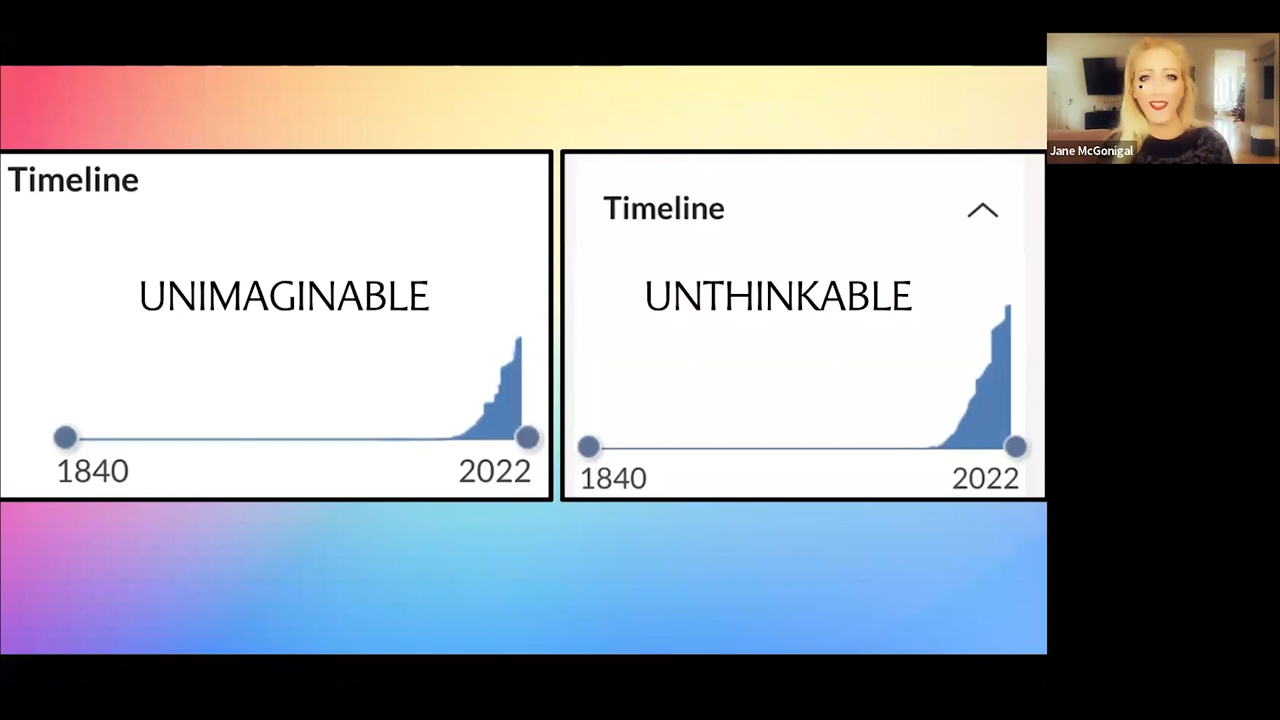 Timeline
UNIMAGINABLE
1840 2022
Timeline
UNTHINKABLE
1840 2022
Jane McGonigal